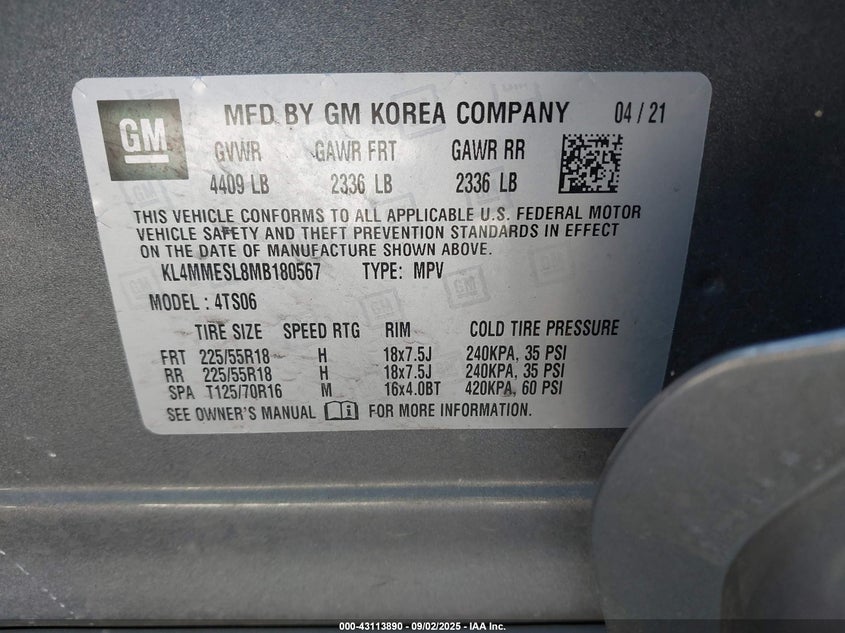 GM
MFD BY GM KOREA COMPANY 04 / 21
GVWR GAWR FRT GAWR RR
4409 LB 2336 LB 2336 LB
THIS VEHICLE CONFORMS TO ALL APPLICABLE U.S. FEDERAL MOTOR
VEHICLE SAFETY AND THEFT PREVENTION STANDARDS IN EFFECT
ON THE DATE OF MANUFACTURE SHOWN ABOVE.
KL4MMESL8MB180567 TYPE: MPV
MODEL : 4TS06
TIRE SIZE SPEED RTG RIM COLD TIRE PRESSURE
FRT 225/55R18 H 18x7.5J 240KPA, 35 PSI
RR 225/55R18 H 18x7.5J 240KPA, 35 PSI
SPA T125/70R16 M 16x4.0BT 420KPA, 60 PSI
SEE OWNER'S MANUAL FOR MORE INFORMATION.
000-43113890 - 09/02/2025 - IAA Inc.